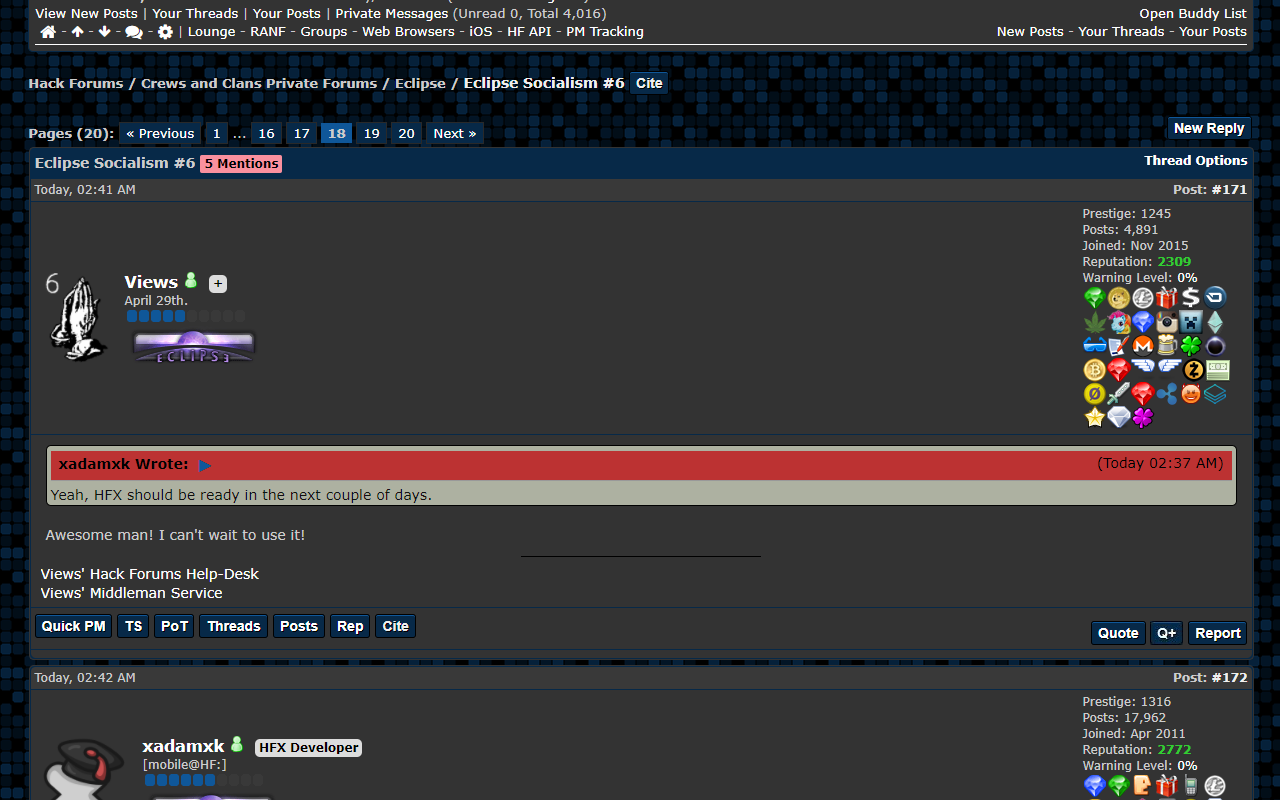 View New Posts | Your Threads | Your Posts | Private Messages (Unread 0, Total 4,016) Open Buddy List
- - - - | Lounge - RANF - Groups - Web Browsers - iOS - HF API - PM Tracking New Posts - Your Threads - Your Posts
Hack Forums / Crews and Clans Private Forums / Eclipse / Eclipse Socialism #6 Cite
Pages (20): « Previous 1 ... 16 17 18 19 20 Next » New Reply
Eclipse Socialism #6 5 Mentions Thread Options
Today, 02:41 AM Post: #171
6
Views +
April 29th.
ECLIPSE
Prestige: 1245
Posts: 4,891
Joined: Nov 2015
Reputation: 2309
Warning Level: 0%
xadamxk Wrote: (Today 02:37 AM)
Yeah, HFX should be ready in the next couple of days.
Awesome man! I can't wait to use it!
Views' Hack Forums Help-Desk
Views' Middleman Service
Quick PM TS PoT Threads Posts Rep Cite Quote Q+ Report
Today, 02:42 AM Post: #172
xadamxk HFX Developer
[mobile@HF:]
Prestige: 1316
Posts: 17,962
Joined: Apr 2011
Reputation: 2772
Warning Level: 0%